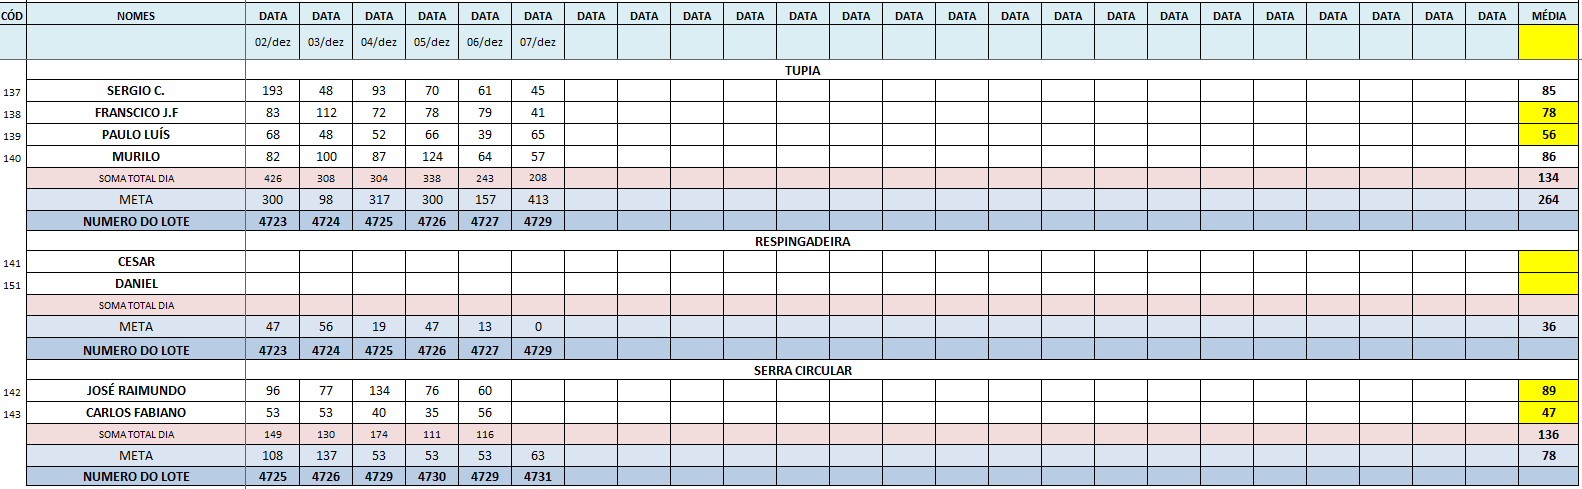 CÓD NOMES DATA DATA DATA DATA DATA DATA DATA DATA DATA DATA DATA DATA DATA DATA DATA DATA DATA DATA DATA DATA DATA DATA DATA DATA MÉDIA
02/dez 03/dez 04/dez 05/dez 06/dez 07/dez
TUPIA
137 SERGIO C. 193 48 93 70 61 45 85
138 FRANSCICO J.F 83 112 72 78 79 41 78
139 PAULO LUÍS 68 48 52 66 39 65 56
140 MURILO 82 100 87 124 64 57 86
SOMA TOTAL DIA 426 308 304 338 243 208 134
META 300 98 317 300 157 413 264
NUMERO DO LOTE 4723 4724 4725 4726 4727 4729
RESPINGADEIRA
141 CESAR
151 DANIEL
SOMA TOTAL DIA
META 47 56 19 47 13 0 36
NUMERO DO LOTE 4723 4724 4725 4726 4727 4729
SERRA CIRCULAR
142 JOSÉ RAIMUNDO 96 77 134 76 60 89
143 CARLOS FABIANO 53 53 40 35 56 47
SOMA TOTAL DIA 149 130 174 111 116 136
META 108 137 53 53 53 63 78
NUMERO DO LOTE 4725 4726 4729 4730 4729 4731